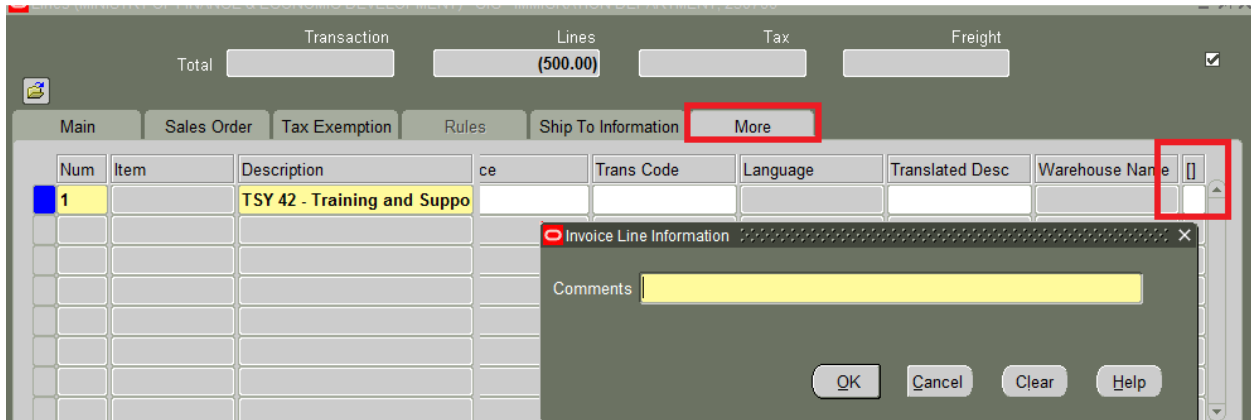 Transaction Lines Tax Freight
Total (500.00)
Main Sales Order Tax Exemption Rules Ship To Information More
Num Item Description ce Trans Code Language Translated Desc Warehouse Name []
1 TSY 42 - Training and Suppo
Invoice Line Information
Comments
OK Cancel Clear Help